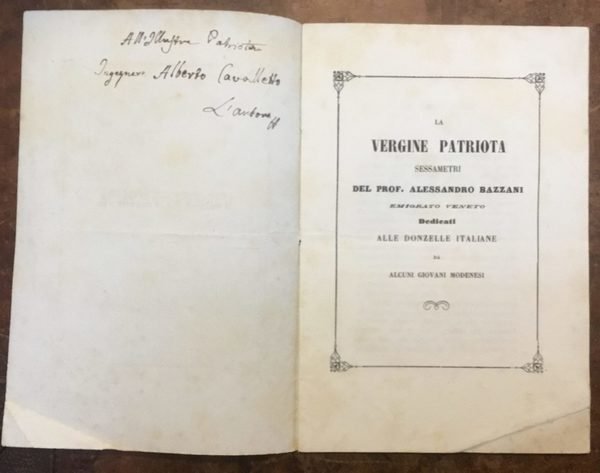 All'Illustre Patriota
Ingegnere Alberto Cavalletto
L'autore
LA
VERGINE PATRIOTA
SESSAMETRI
DEL PROF. ALESSANDRO BAZZANI
EMIGRATO VENETO
Dedicati
ALLE DONZELLE ITALIANE
DA
ALCUNI GIOVANI MODENESI